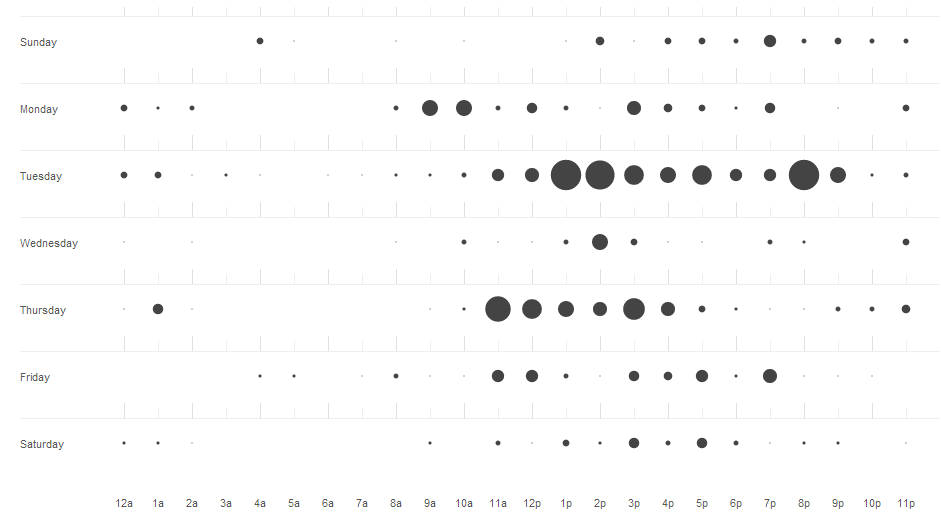 Sunday
Monday
Tuesday
Wednesday
Thursday
Friday
Saturday
12a 1a 2a 3a 4a 5a 6a 7a 8a 9a 10a 11a 12p 1p 2p 3p 4p 5p 6p 7p 8p 9p 10p 11p